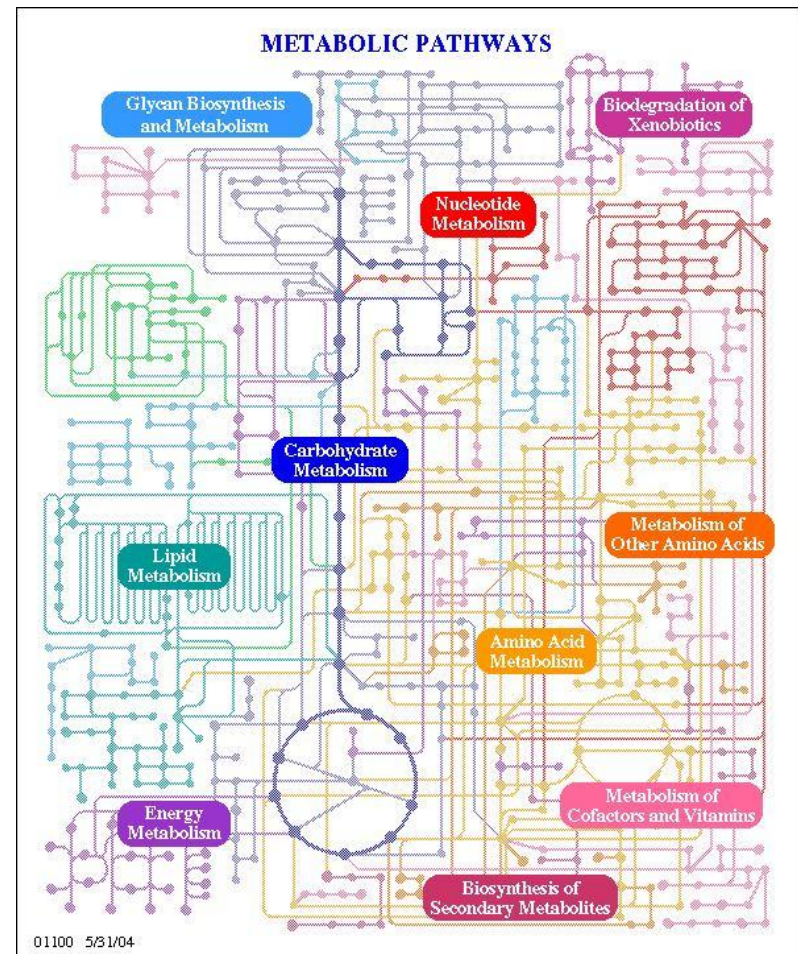 METABOLIC PATHWAYS
Glycan Biosynthesis
and Metabolism
Biodegradation of
Xenobiotics
Nucleotide
Metabolism
Carbohydrate
Metabolism
Lipid
Metabolism
Metabolism of
Other Amino Acids
Amino Acid
Metabolism
Energy
Metabolism
Metabolism of
Cofactors and Vitamins
Biosynthesis of
Secondary Metabolites
01100 5/31/04